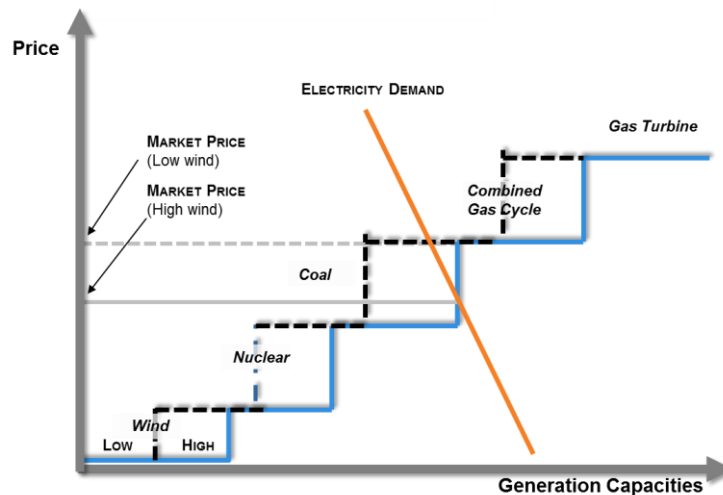 Price
ELECTRICITY DEMAND
Gas Turbine
MARKET PRICE
(Low wind)
MARKET PRICE
(High wind)
Combined
Gas Cycle
Coal
Nuclear
Wind
LOW
HIGH
Generation Capacities